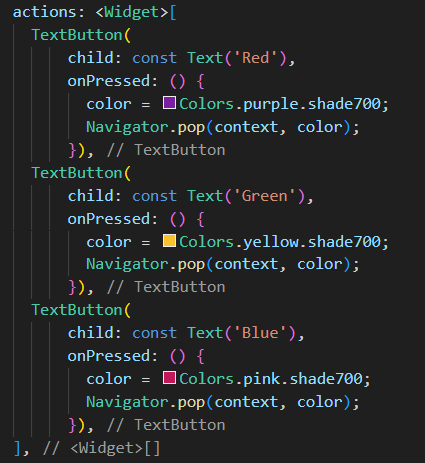 actions: <Widget>[
  TextButton(
      child: const Text('Red'),
      onPressed: () {
        color = Colors.purple.shade700;
        Navigator.pop(context, color);
      }), // TextButton
  TextButton(
      child: const Text('Green'),
      onPressed: () {
        color = Colors.yellow.shade700;
        Navigator.pop(context, color);
      }), // TextButton
  TextButton(
      child: const Text('Blue'),
      onPressed: () {
        color = Colors.pink.shade700;
        Navigator.pop(context, color);
      }), // TextButton
], // <Widget>[]